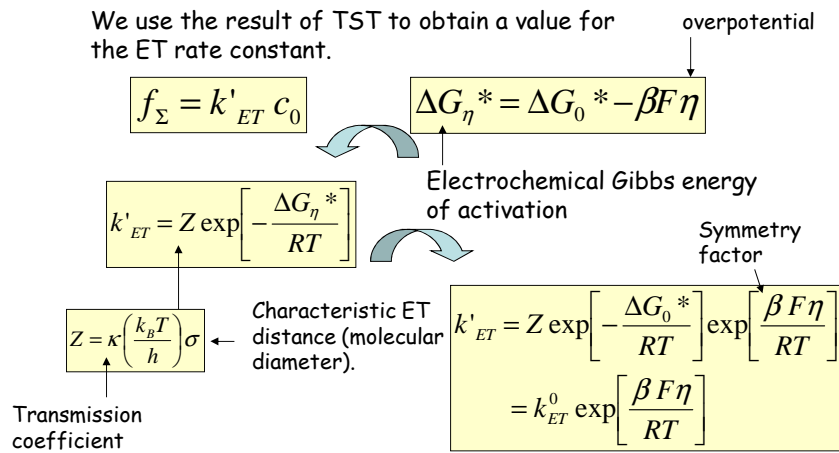 We use the result of TST to obtain a value for
the ET rate constant.
overpotential
f_Σ = k'_ET c_0
ΔG_η* = ΔG_0* − βFη
Electrochemical Gibbs energy
of activation
k'_ET = Z exp[−ΔG_η*/RT]
Symmetry
factor
Z = κ(k_B T/h)σ
Characteristic ET
distance (molecular
diameter).
k'_ET = Z exp[−ΔG_0*/RT] exp[β Fη/RT]
= k^0_ET exp[β Fη/RT]
Transmission
coefficient